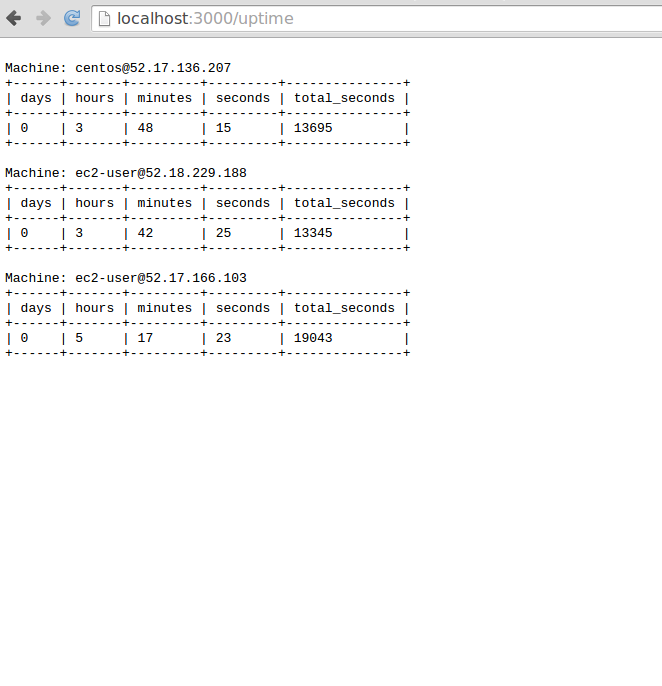 localhost:3000/uptime
Machine: centos@52.17.136.207
+------+-------+---------+---------+---------------+
| days | hours | minutes | seconds | total_seconds |
+------+-------+---------+---------+---------------+
| 0    | 3     | 48      | 15      | 13695         |
+------+-------+---------+---------+---------------+
Machine: ec2-user@52.18.229.188
+------+-------+---------+---------+---------------+
| days | hours | minutes | seconds | total_seconds |
+------+-------+---------+---------+---------------+
| 0    | 3     | 42      | 25      | 13345         |
+------+-------+---------+---------+---------------+
Machine: ec2-user@52.17.166.103
+------+-------+---------+---------+---------------+
| days | hours | minutes | seconds | total_seconds |
+------+-------+---------+---------+---------------+
| 0    | 5     | 17      | 23      | 19043         |
+------+-------+---------+---------+---------------+